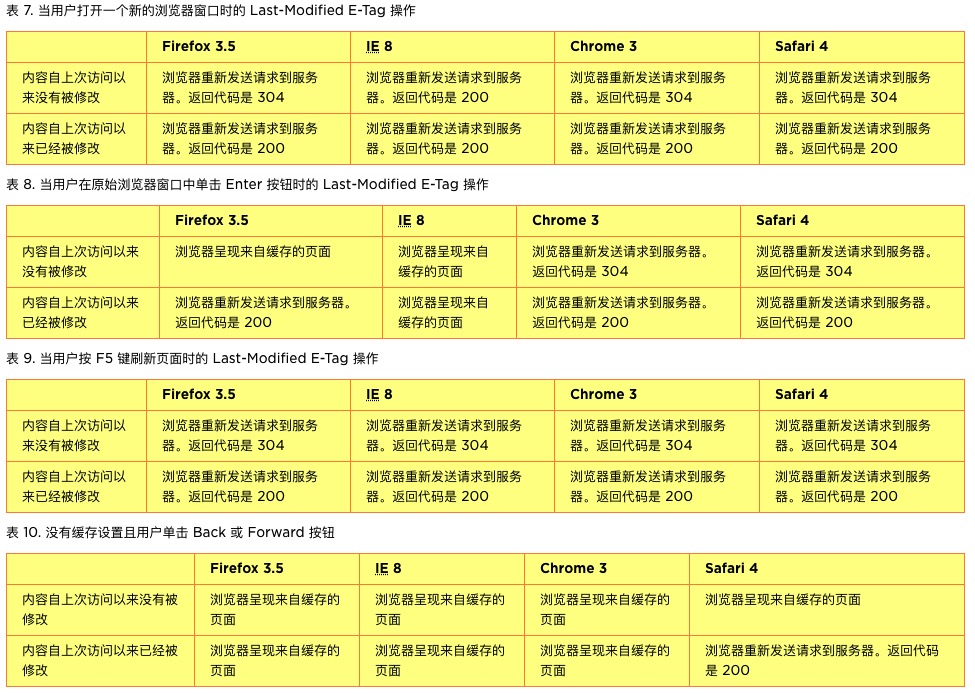 表 7. 当用户打开一个新的浏览器窗口时的 Last-Modified E-Tag 操作
Firefox 3.5 IE 8 Chrome 3 Safari 4
内容自上次访问以 浏览器重新发送请求到服务 浏览器重新发送请求到服务 浏览器重新发送请求到服务 浏览器重新发送请求到服务
来没有被修改 器。返回代码是 304 器。返回代码是 200 器。返回代码是 304 器。返回代码是 304
内容自上次访问以 浏览器重新发送请求到服务 浏览器重新发送请求到服务 浏览器重新发送请求到服务 浏览器重新发送请求到服务
来已经被修改 器。返回代码是 200 器。返回代码是 200 器。返回代码是 200 器。返回代码是 200
表 8. 当用户在原始浏览器窗口中单击 Enter 按钮时的 Last-Modified E-Tag 操作
Firefox 3.5 IE 8 Chrome 3 Safari 4
内容自上次访问以来 浏览器呈现来自缓存的页面 浏览器呈现来自 浏览器重新发送请求到服务器。 浏览器重新发送请求到服务器。
没有被修改 缓存的页面 返回代码是 304 返回代码是 304
内容自上次访问以来 浏览器重新发送请求到服务器。 浏览器呈现来自 浏览器重新发送请求到服务器。 浏览器重新发送请求到服务器。
已经被修改 返回代码是 200 缓存的页面 返回代码是 200 返回代码是 200
表 9. 当用户按 F5 键刷新页面时的 Last-Modified E-Tag 操作
Firefox 3.5 IE 8 Chrome 3 Safari 4
内容自上次访问以 浏览器重新发送请求到服务 浏览器重新发送请求到服务 浏览器重新发送请求到服务 浏览器重新发送请求到服务
来没有被修改 器。返回代码是 304 器。返回代码是 304 器。返回代码是 304 器。返回代码是 304
内容自上次访问以 浏览器重新发送请求到服务 浏览器重新发送请求到服务 浏览器重新发送请求到服务 浏览器重新发送请求到服务
来已经被修改 器。返回代码是 200 器。返回代码是 200 器。返回代码是 200 器。返回代码是 200
表 10. 没有缓存设置且用户单击 Back 或 Forward 按钮
Firefox 3.5 IE 8 Chrome 3 Safari 4
内容自上次访问以来没有被 浏览器呈现来自缓存的 浏览器呈现来自缓存的 浏览器呈现来自缓存的 浏览器呈现来自缓存的页面
修改 页面 页面 页面
内容自上次访问以来已经被 浏览器呈现来自缓存的 浏览器呈现来自缓存的 浏览器呈现来自缓存的 浏览器重新发送请求到服务器。返回代码
修改 页面 页面 页面 是 200